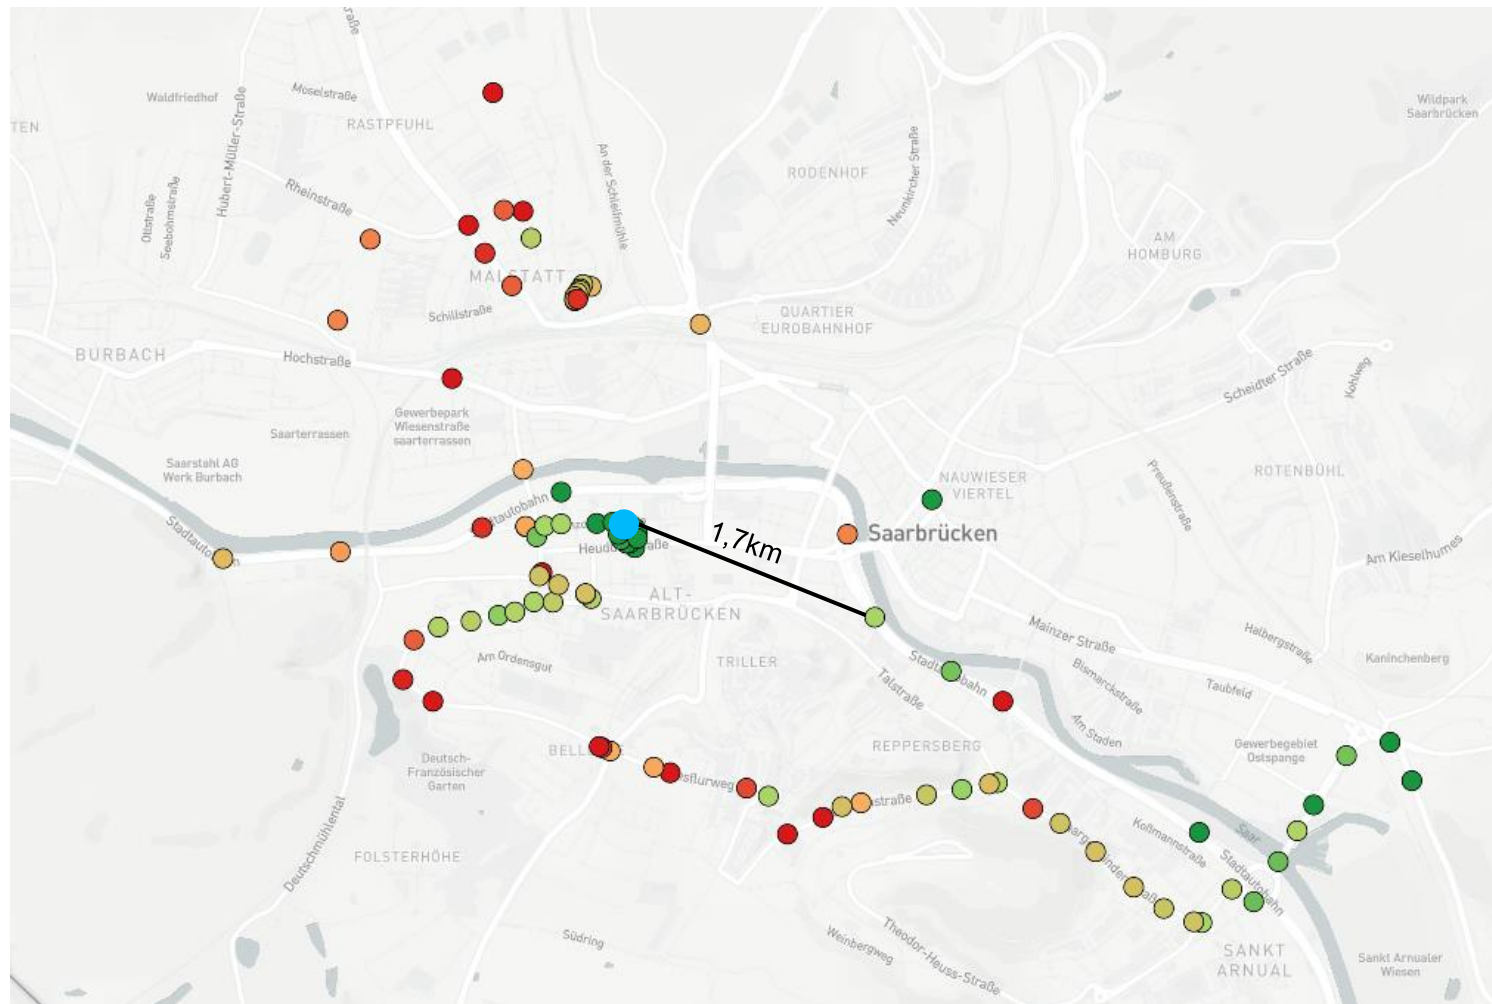 Waldfriedhof
Moselstraße
RASTPFUHL
Hubert-Müller-Straße
Rheinstraße
Ottstraße
Seebohmstraße
An der Schleifmühle
RODENHOF
Neunkircher Straße
Wildpark
Saarbrücken
AM
HOMBURG
MALSTATT
Schillstraße
QUARTIER
EUROBAHNHOF
BURBACH
Hochstraße
Scheidter Straße
Kohlweg
Gewerbepark
Wiesenstraße
saarterrassen
Saarterrassen
Saarstahl AG
Werk Burbach
NAUWIESER
VIERTEL
ROTENBÜHL
Preußenstraße
Saarbrücken
1,7km
Am Kieselhumes
ALT-
SAARBRÜCKEN
Am Ordensgut
TRILLER
Talstraße
Mainzer Straße
Halbergstraße
Kaninchenberg
Bismarckstraße
Taubfeld
Am Staden
REPPERSBERG
Gewerbegebiet
Ostspange
Deutsch-
Französischer
Garten
Deutschmühlental
FOLSTERHÖHE
Koßmannstraße
Saar
Stadtautobahn
Südring
Weinbergweg
Theodor-Heuss-Straße
SANKT
ARNUAL
Sankt Arnualer
Wiesen